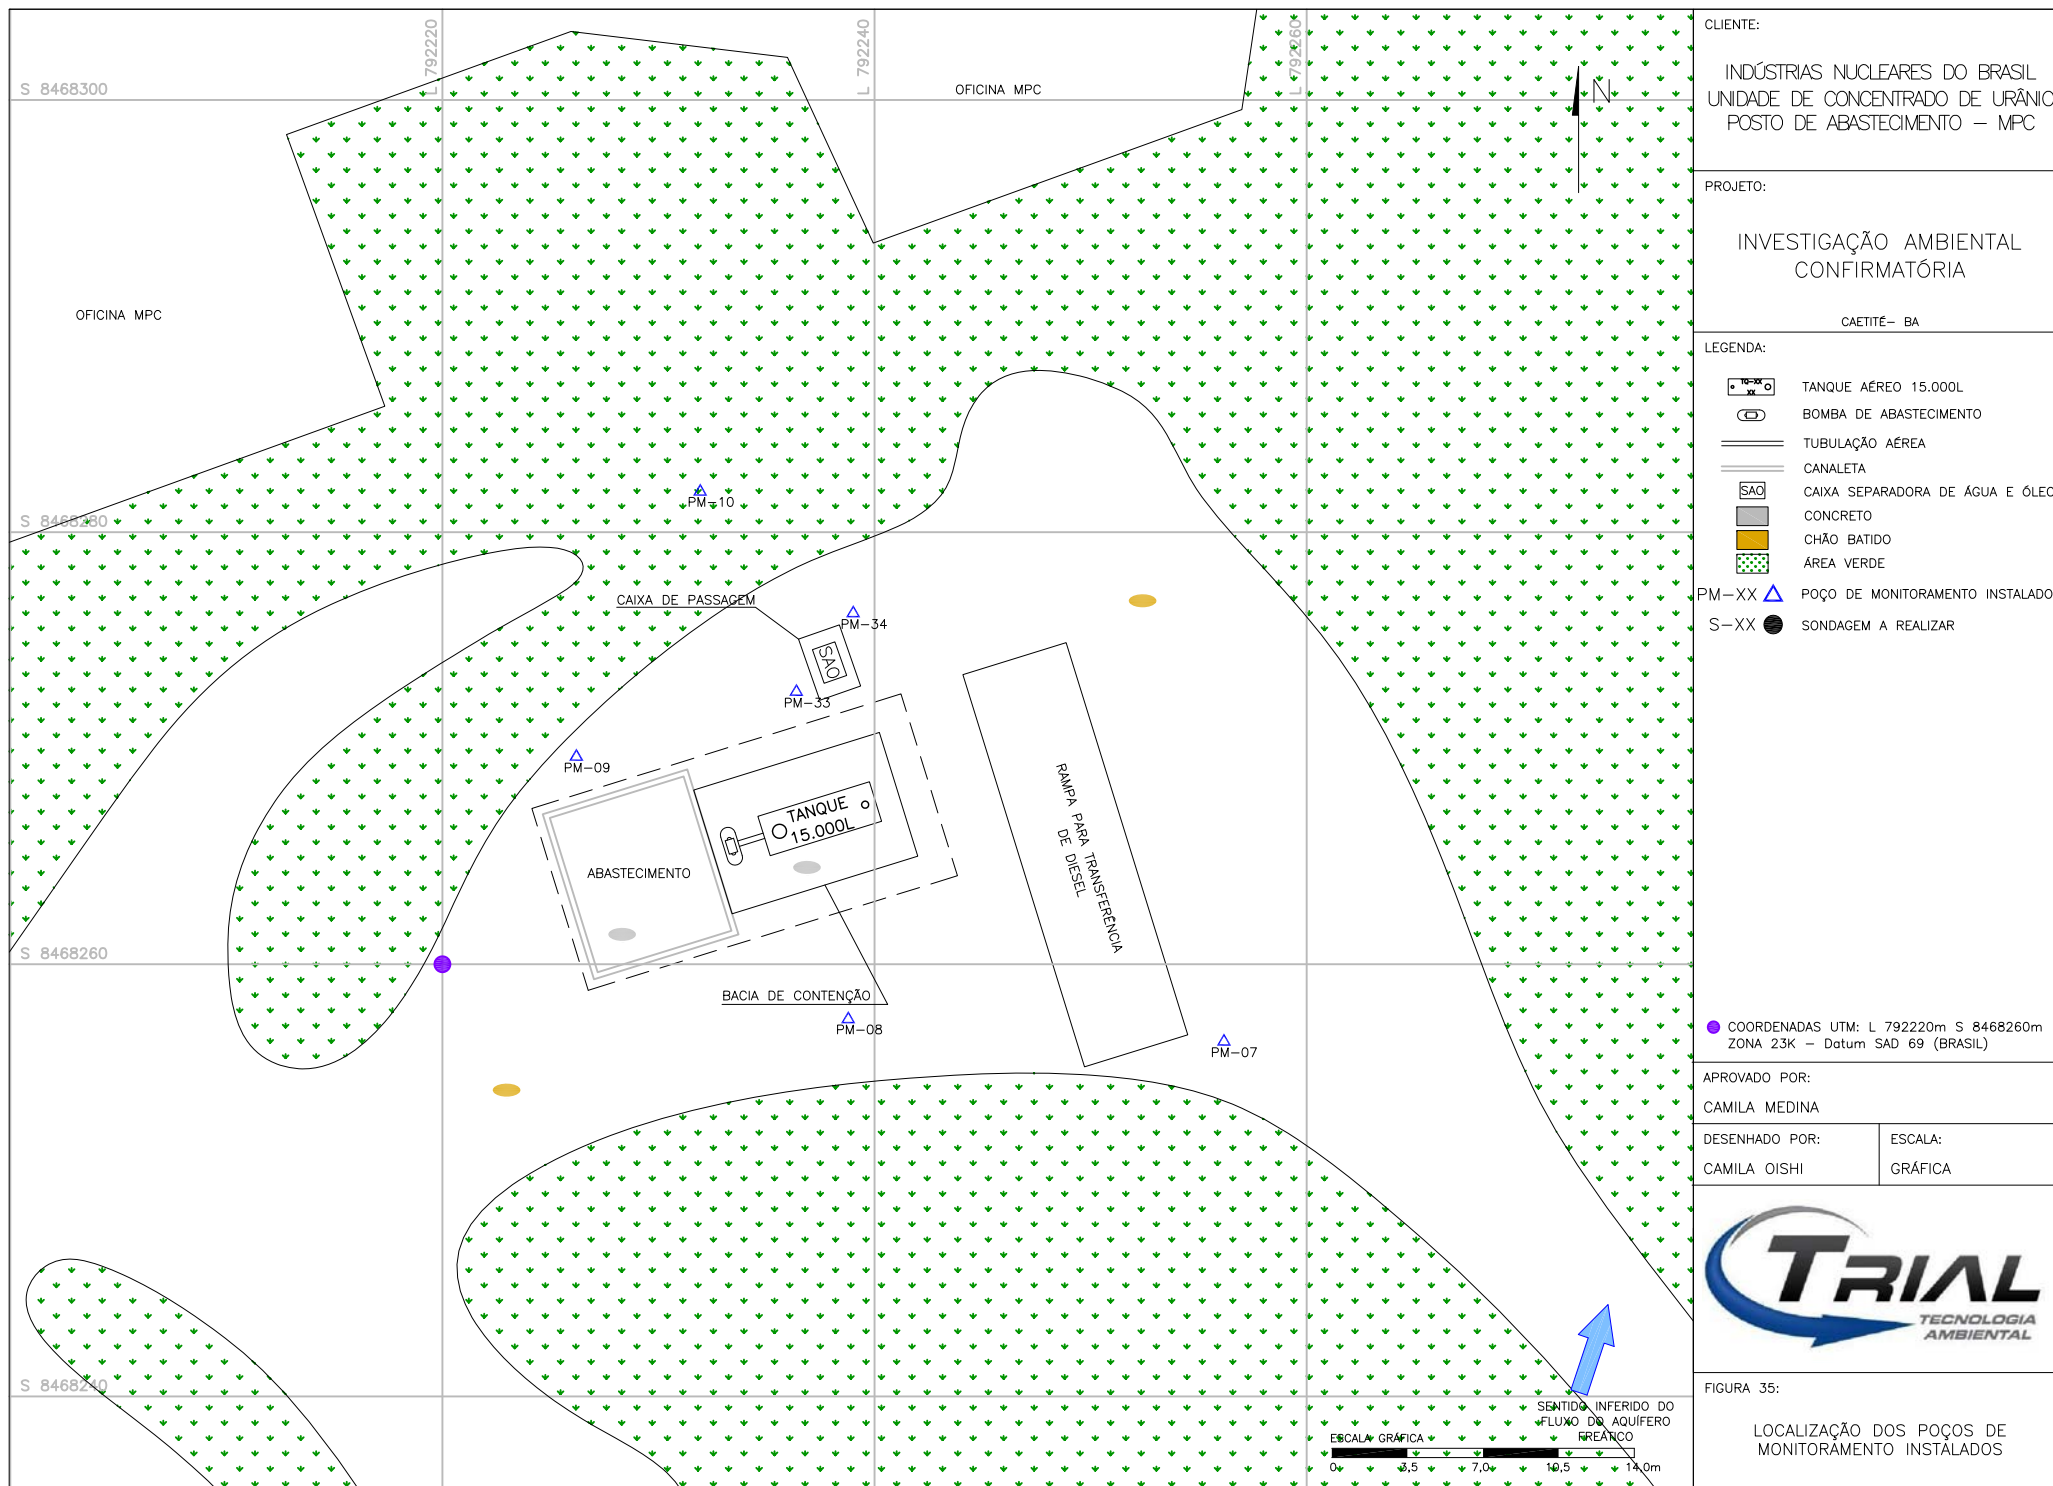 L 792220
L 792240
L 792260
S 8468300
S 8468280
S 8468260
S 8468240
OFICINA MPC
N
OFICINA MPC
PM-10
CAIXA DE PASSAGEM
PM-34
SAO
PM-33
PM-09
TANQUE
15.000L
ABASTECIMENTO
RAMPA PARA TRANSFERÊNCIA
DE DIESEL
BACIA DE CONTENÇÃO
PM-08
PM-07
SENTIDO INFERIDO DO
FLUXO DO AQUÍFERO
FREÁTICO
ESCALA GRÁFICA
0 3,5 7,0 10,5 14,0m
CLIENTE:
INDÚSTRIAS NUCLEARES DO BRASIL
UNIDADE DE CONCENTRADO DE URÂNIO
POSTO DE ABASTECIMENTO – MPC
PROJETO:
INVESTIGAÇÃO AMBIENTAL
CONFIRMATÓRIA
CAETITÉ– BA
LEGENDA:
TQ-XX
XX
TANQUE AÉREO 15.000L
BOMBA DE ABASTECIMENTO
TUBULAÇÃO AÉREA
CANALETA
SAO CAIXA SEPARADORA DE ÁGUA E ÓLEO
CONCRETO
CHÃO BATIDO
ÁREA VERDE
PM-XX POÇO DE MONITORAMENTO INSTALADO
S-XX SONDAGEM A REALIZAR
COORDENADAS UTM: L 792220m S 8468260m
ZONA 23K – Datum SAD 69 (BRASIL)
APROVADO POR:
CAMILA MEDINA
DESENHADO POR:
CAMILA OISHI
ESCALA:
GRÁFICA
TRIAL
TECNOLOGIA
AMBIENTAL
FIGURA 35:
LOCALIZAÇÃO DOS POÇOS DE
MONITORAMENTO INSTALADOS